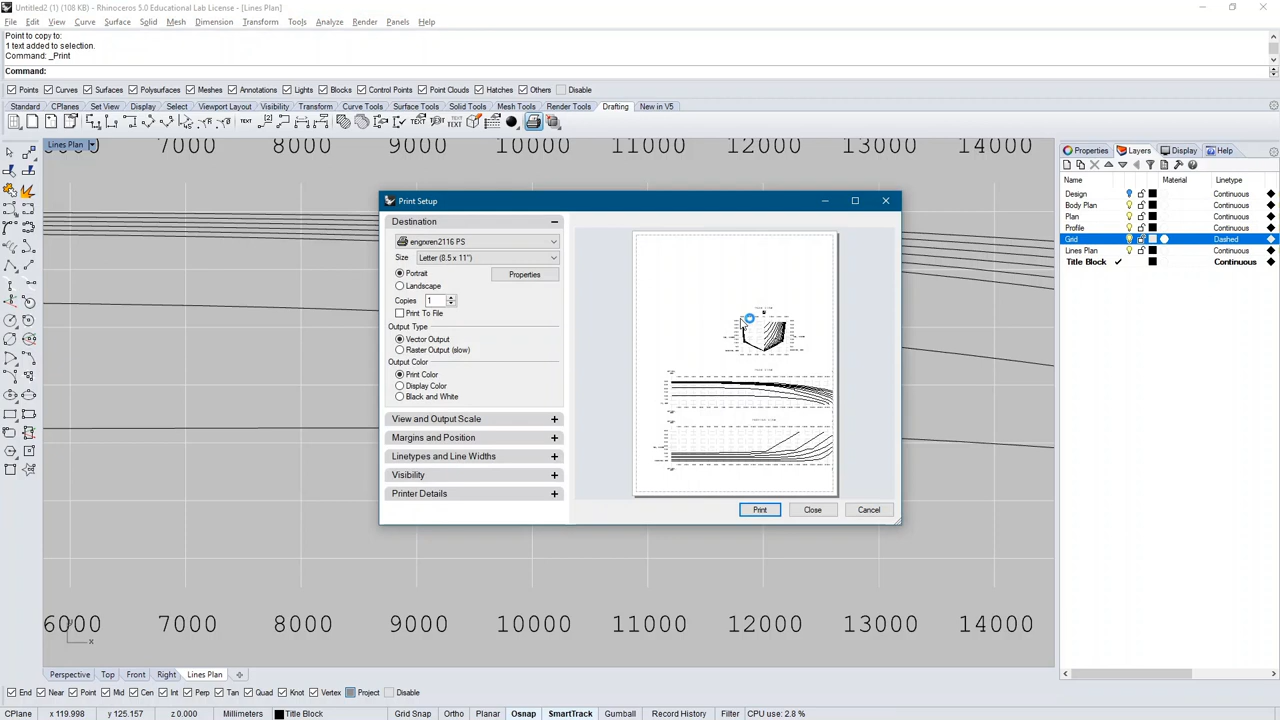 Untitled2 (1) (108 KB) - Rhinoceros 5.0 Educational Lab License - [Lines Plan]
File Edit View Curve Surface Solid Mesh Dimension Transform Tools Analyze Render Panels Help
Point to copy to:
1 text added to selection.
Command: _Print
Command:
Points Curves Surfaces Polysurfaces Meshes Annotations Lights Blocks Control Points Point Clouds Hatches Others Disable
Standard CPlanes Set View Display Select Viewport Layout Visibility Transform Curve Tools Surface Tools Solid Tools Mesh Tools Render Tools Drafting New in V5
Lines Plan
7000 8000 9000 10000 11000 12000 13000 14000
Properties Layers Display Help
Name Material Linetype
Design Continuous
Body Plan Continuous
Plan Continuous
Profile Continuous
Grid Dashed
Lines Plan Continuous
Title Block Continuous
Print Setup
Destination
engxren2116 PS
Size Letter (8.5 x 11")
Portrait Properties
Landscape
Copies 1
Print To File
Output Type
Vector Output
Raster Output (slow)
Output Color
Print Color
Display Color
Black and White
View and Output Scale
Margins and Position
Linetypes and Line Widths
Visibility
Printer Details
Print Close Cancel
6000 7000 8000 9000 10000 11000 12000 13000 14000
y
x
Perspective Top Front Right Lines Plan
End Near Point Mid Cen Int Perp Tan Quad Knot Vertex Project Disable
CPlane x 119.998 y 125.157 z 0.000 Millimeters Title Block Grid Snap Ortho Planar Osnap SmartTrack Gumball Record History Filter CPU use: 2.8 %